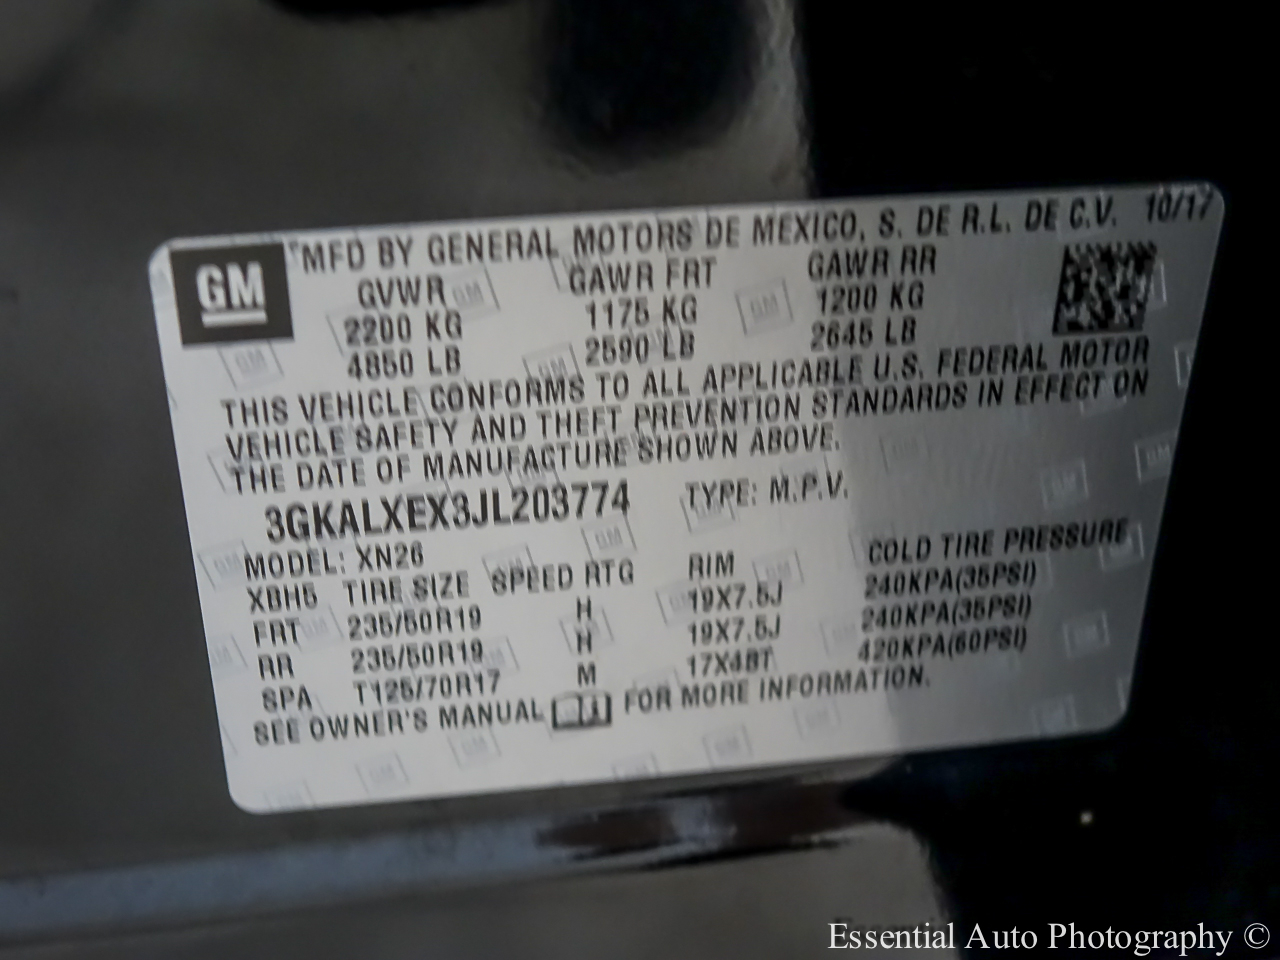 GM
MFD BY GENERAL MOTORS DE MEXICO, S. DE R.L. DE C.V. 10/17
GVWR GAWR FRT GAWR RR
2200 KG 1175 KG 1200 KG
4850 LB 2590 LB 2645 LB
THIS VEHICLE CONFORMS TO ALL APPLICABLE U.S. FEDERAL MOTOR
VEHICLE SAFETY AND THEFT PREVENTION STANDARDS IN EFFECT ON
THE DATE OF MANUFACTURE SHOWN ABOVE.
3GKALXEX3JL203774 TYPE: M.P.V.
MODEL: XN26
XBH5 TIRE SIZE SPEED RTG RIM COLD TIRE PRESSURE
FRT 235/50R19 H 19X7.5J 240KPA(35PSI)
RR 235/50R19 H 19X7.5J 240KPA(35PSI)
SPA T125/70R17 M 17X4BT 420KPA(60PSI)
SEE OWNER'S MANUAL FOR MORE INFORMATION.
Essential Auto Photography ©